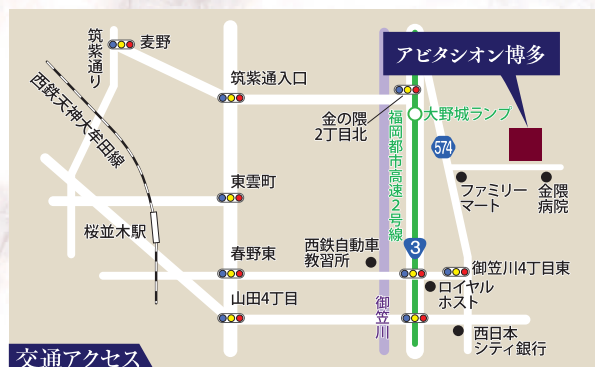 筑紫通り
麦野
アビタシオン博多
西鉄天神大牟田線
筑紫通入口
金の隈
2丁目北
大野城ランプ
福岡都市高速2号線
574
東雲町
ファミリー
マート
金隈
病院
桜並木駅
春野東
西鉄自動車
教習所
3
御笠川4丁目東
ロイヤル
ホスト
山田4丁目
御笠川
西日本
シティ銀行
交通アクセス